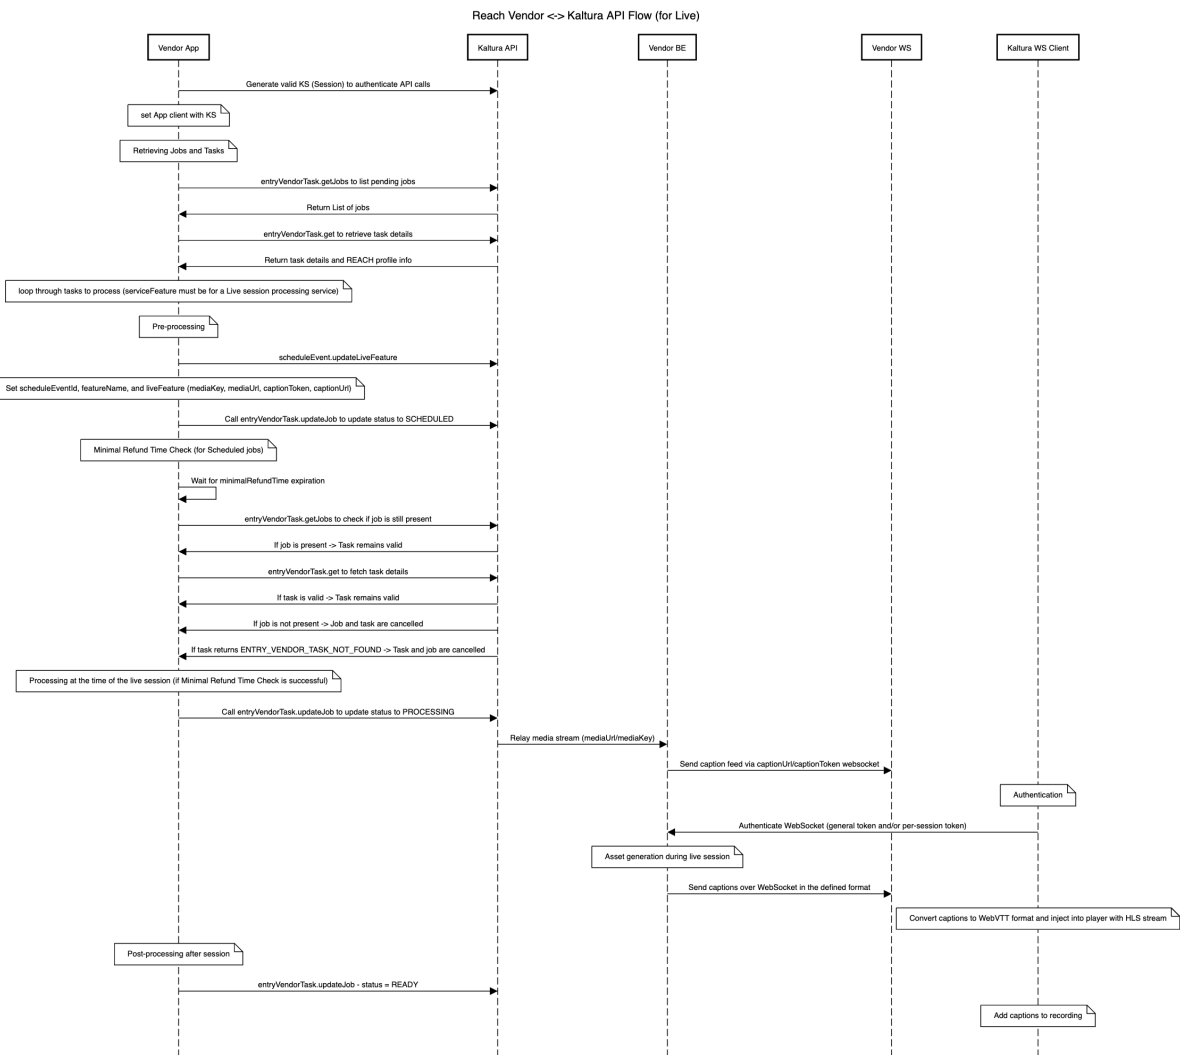 Reach Vendor <-> Kaltura API Flow (for Live)
Vendor App
Kaltura API
Vendor BE
Vendor WS
Kaltura WS Client
Generate valid KS (Session) to authenticate API calls
set App client with KS
Retrieving Jobs and Tasks
entryVendorTask.getJobs to list pending jobs
Return List of jobs
entryVendorTask.get to retrieve task details
Return task details and REACH profile info
loop through tasks to process (serviceFeature must be for a Live session processing service)
Pre-processing
scheduleEvent.updateLiveFeature
Set scheduleEventId, featureName, and liveFeature (mediaKey, mediaUrl, captionToken, captionUrl)
Call entryVendorTask.updateJob to update status to SCHEDULED
Minimal Refund Time Check (for Scheduled jobs)
Wait for minimalRefundTime expiration
entryVendorTask.getJobs to check if job is still present
If job is present -> Task remains valid
entryVendorTask.get to fetch task details
If task is valid -> Task remains valid
If job is not present -> Job and task are cancelled
If task returns ENTRY_VENDOR_TASK_NOT_FOUND -> Task and job are cancelled
Processing at the time of the live session (if Minimal Refund Time Check is successful)
Call entryVendorTask.updateJob to update status to PROCESSING
Relay media stream (mediaUrl/mediaKey)
Send caption feed via captionUrl/captionToken websocket
Authentication
Authenticate WebSocket (general token and/or per-session token)
Asset generation during live session
Send captions over WebSocket in the defined format
Convert captions to WebVTT format and inject into player with HLS stream
Post-processing after session
entryVendorTask.updateJob - status = READY
Add captions to recording